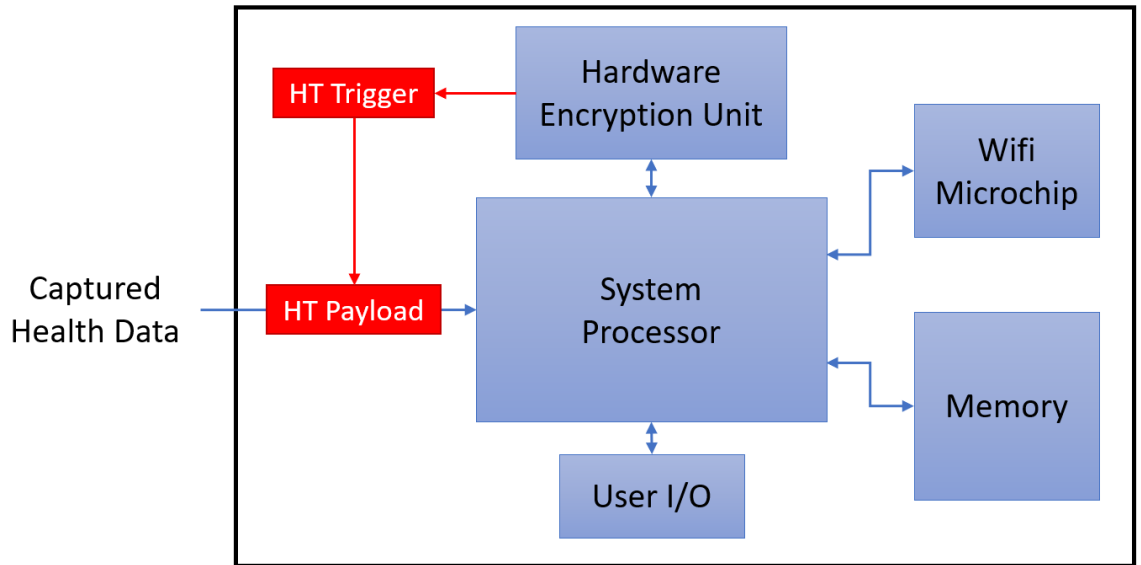 Hardware
Encryption Unit
HT Trigger
Wifi
Microchip
Captured
Health Data
HT Payload
System
Processor
Memory
User I/O